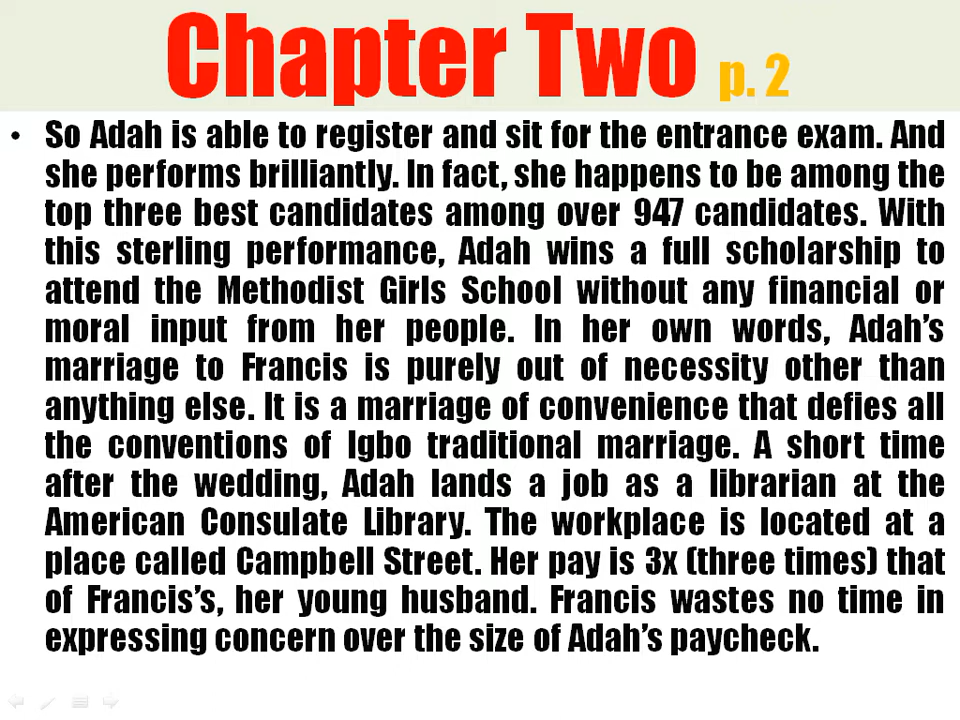 Chapter Two p. 2
• So Adah is able to register and sit for the entrance exam. And
she performs brilliantly. In fact, she happens to be among the
top three best candidates among over 947 candidates. With
this sterling performance, Adah wins a full scholarship to
attend the Methodist Girls School without any financial or
moral input from her people. In her own words, Adah’s
marriage to Francis is purely out of necessity other than
anything else. It is a marriage of convenience that defies all
the conventions of Igbo traditional marriage. A short time
after the wedding, Adah lands a job as a librarian at the
American Consulate Library. The workplace is located at a
place called Campbell Street. Her pay is 3x (three times) that
of Francis’s, her young husband. Francis wastes no time in
expressing concern over the size of Adah’s paycheck.